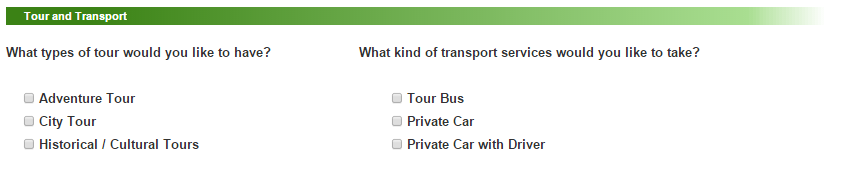 Tour and Transport
What types of tour would you like to have?
What kind of transport services would you like to take?
Adventure Tour
City Tour
Historical / Cultural Tours
Tour Bus
Private Car
Private Car with Driver